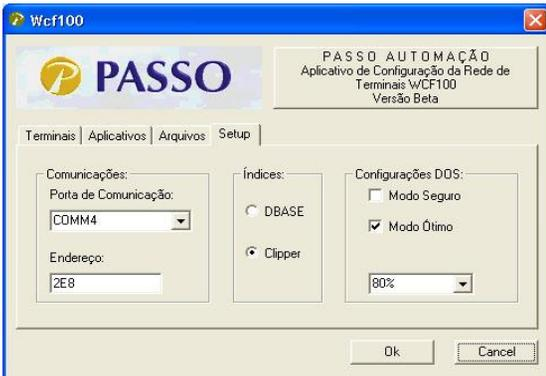 Wcf100
PASSO
PASSO AUTOMAÇÃO
Aplicativo de Configuração da Rede de
Terminais WCF100
Versão Beta
Terminais Aplicativos Arquivos Setup
Comunicações:
Porta de Comunicação:
COMM4
Endereço:
2E8
Índices:
DBASE
Clipper
Configurações DOS:
Modo Seguro
Modo Ótimo
80%
Ok Cancel